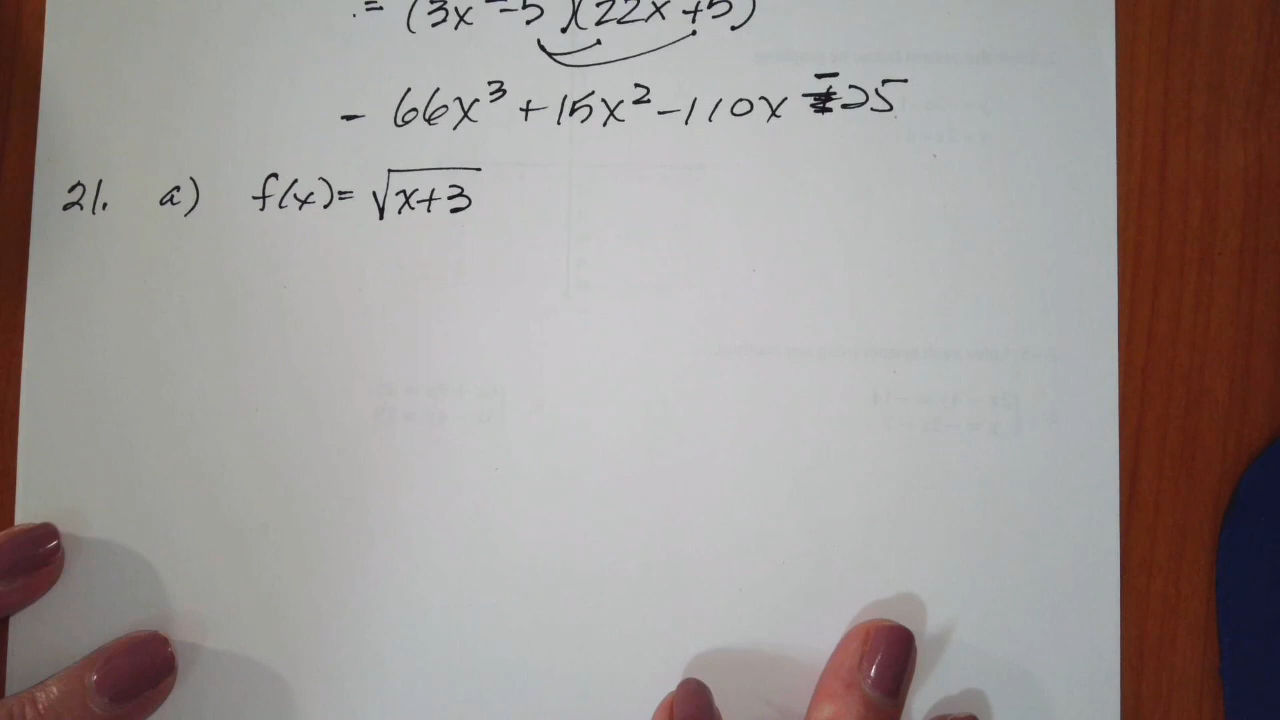 = (3x² - 5)(22x + 5)
- 66x³ + 15x² - 110x - 25
21. a) f(x) = √x+3